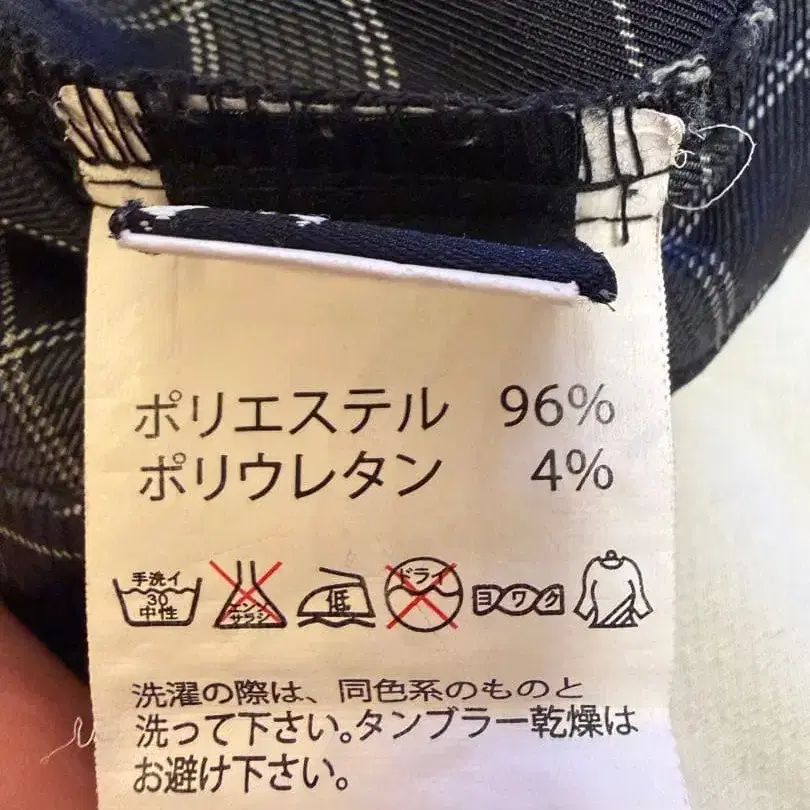 ポリエステル 96%
ポリウレタン 4%
手洗イ
30
中性
エンソ
サラシ
低
ドライ
ヨワク
洗濯の際は、同色系のものと
洗って下さい。タンブラー乾燥は
お避け下さい。